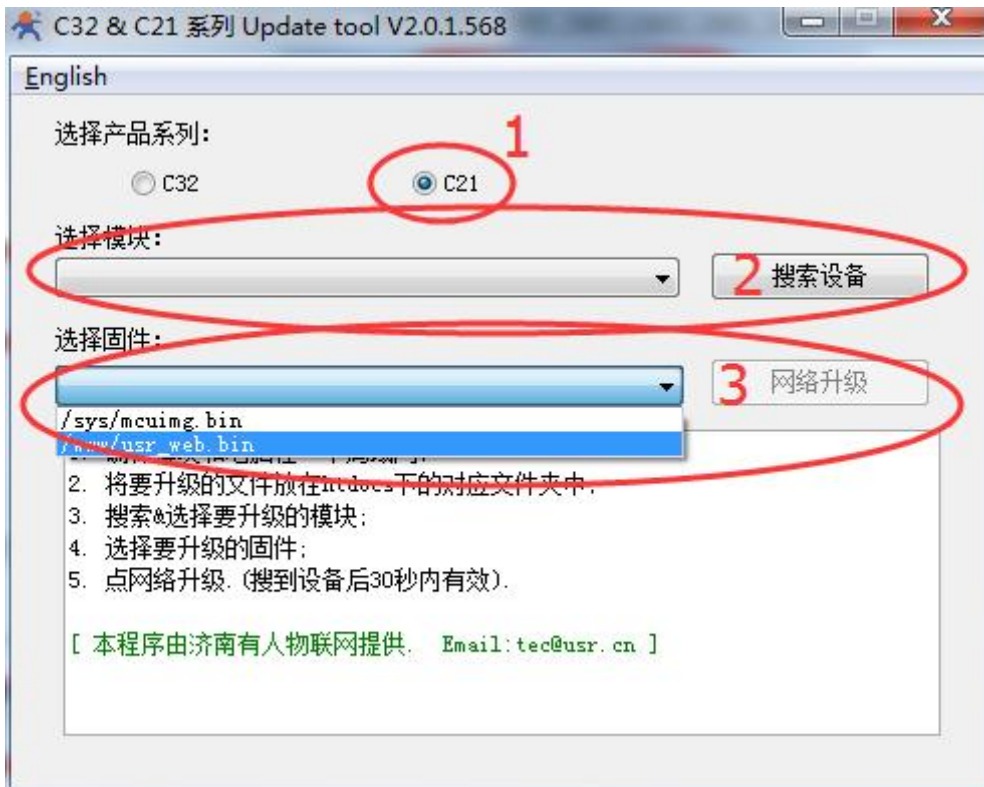 C32 & C21 系列 Update tool V2.0.1.568
English
选择产品系列:
1
C32
C21
选择模块:
2 搜索设备
选择固件:
3 网络升级
/sys/mcuimg.bin
/www/usr_web.bin
2. 将要升级的文件放在htdocs下的对应文件夹中;
3. 搜索&选择要升级的模块;
4. 选择要升级的固件;
5. 点网络升级.(搜到设备后30秒内有效).
[ 本程序由济南有人物联网提供. Email:tec@usr.cn ]